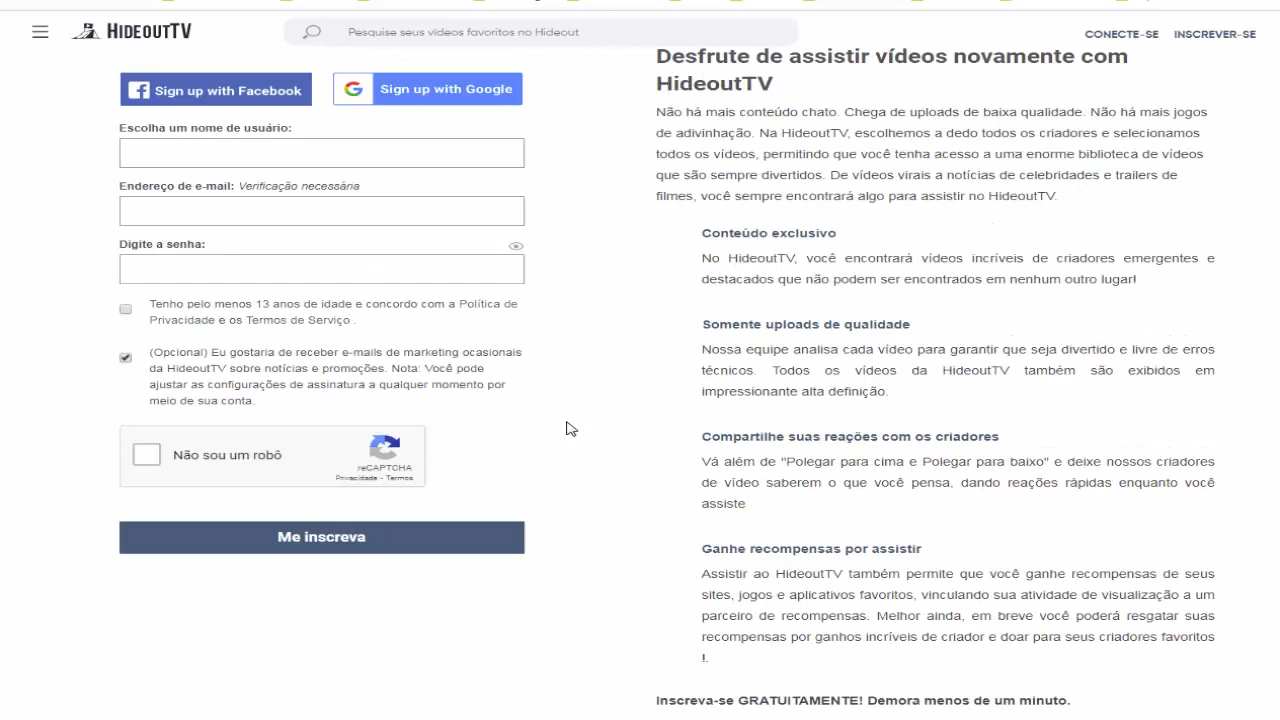 HIDEOUTTV
Pesquise seus vídeos favoritos no Hideout
CONECTE-SE
INSCREVER-SE
Sign up with Facebook
Sign up with Google
Escolha um nome de usuário:
Endereço de e-mail: Verificação necessária
Digite a senha:
Tenho pelo menos 13 anos de idade e concordo com a Política de
Privacidade e os Termos de Serviço .
(Opcional) Eu gostaria de receber e-mails de marketing ocasionais
da HideoutTV sobre notícias e promoções. Nota: Você pode
ajustar as configurações de assinatura a qualquer momento por
meio de sua conta.
Não sou um robô
reCAPTCHA
Privacidade - Termos
Me inscreva
Desfrute de assistir vídeos novamente com
HideoutTV
Não há mais conteúdo chato. Chega de uploads de baixa qualidade. Não há mais jogos
de adivinhação. Na HideoutTV, escolhemos a dedo todos os criadores e selecionamos
todos os vídeos, permitindo que você tenha acesso a uma enorme biblioteca de vídeos
que são sempre divertidos. De vídeos virais a notícias de celebridades e trailers de
filmes, você sempre encontrará algo para assistir no HideoutTV.
Conteúdo exclusivo
No HideoutTV, você encontrará vídeos incríveis de criadores emergentes e
destacados que não podem ser encontrados em nenhum outro lugar!
Somente uploads de qualidade
Nossa equipe analisa cada vídeo para garantir que seja divertido e livre de erros
técnicos. Todos os vídeos da HideoutTV também são exibidos em
impressionante alta definição.
Compartilhe suas reações com os criadores
Vá além de "Polegar para cima e Polegar para baixo" e deixe nossos criadores
de vídeo saberem o que você pensa, dando reações rápidas enquanto você
assiste
Ganhe recompensas por assistir
Assistir ao HideoutTV também permite que você ganhe recompensas de seus
sites, jogos e aplicativos favoritos, vinculando sua atividade de visualização a um
parceiro de recompensas. Melhor ainda, em breve você poderá resgatar suas
recompensas por ganhos incríveis de criador e doar para seus criadores favoritos
!.
Inscreva-se GRATUITAMENTE! Demora menos de um minuto.